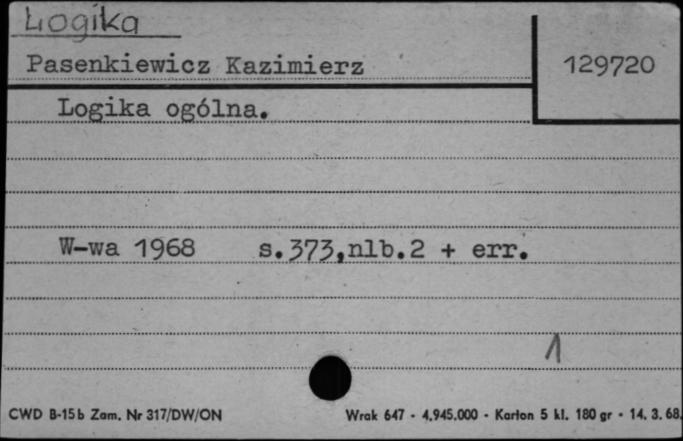 Logika
Pasenkiewicz Kazimierz
129720
Logika ogólna.
W-wa 1968 s.373,nlb.2 + err.
1
CWD B-15b Zam. Nr 317/DW/ON
Wrak 647 - 4.945.000 - Karton 5 kl. 180 gr - 14. 3. 68.